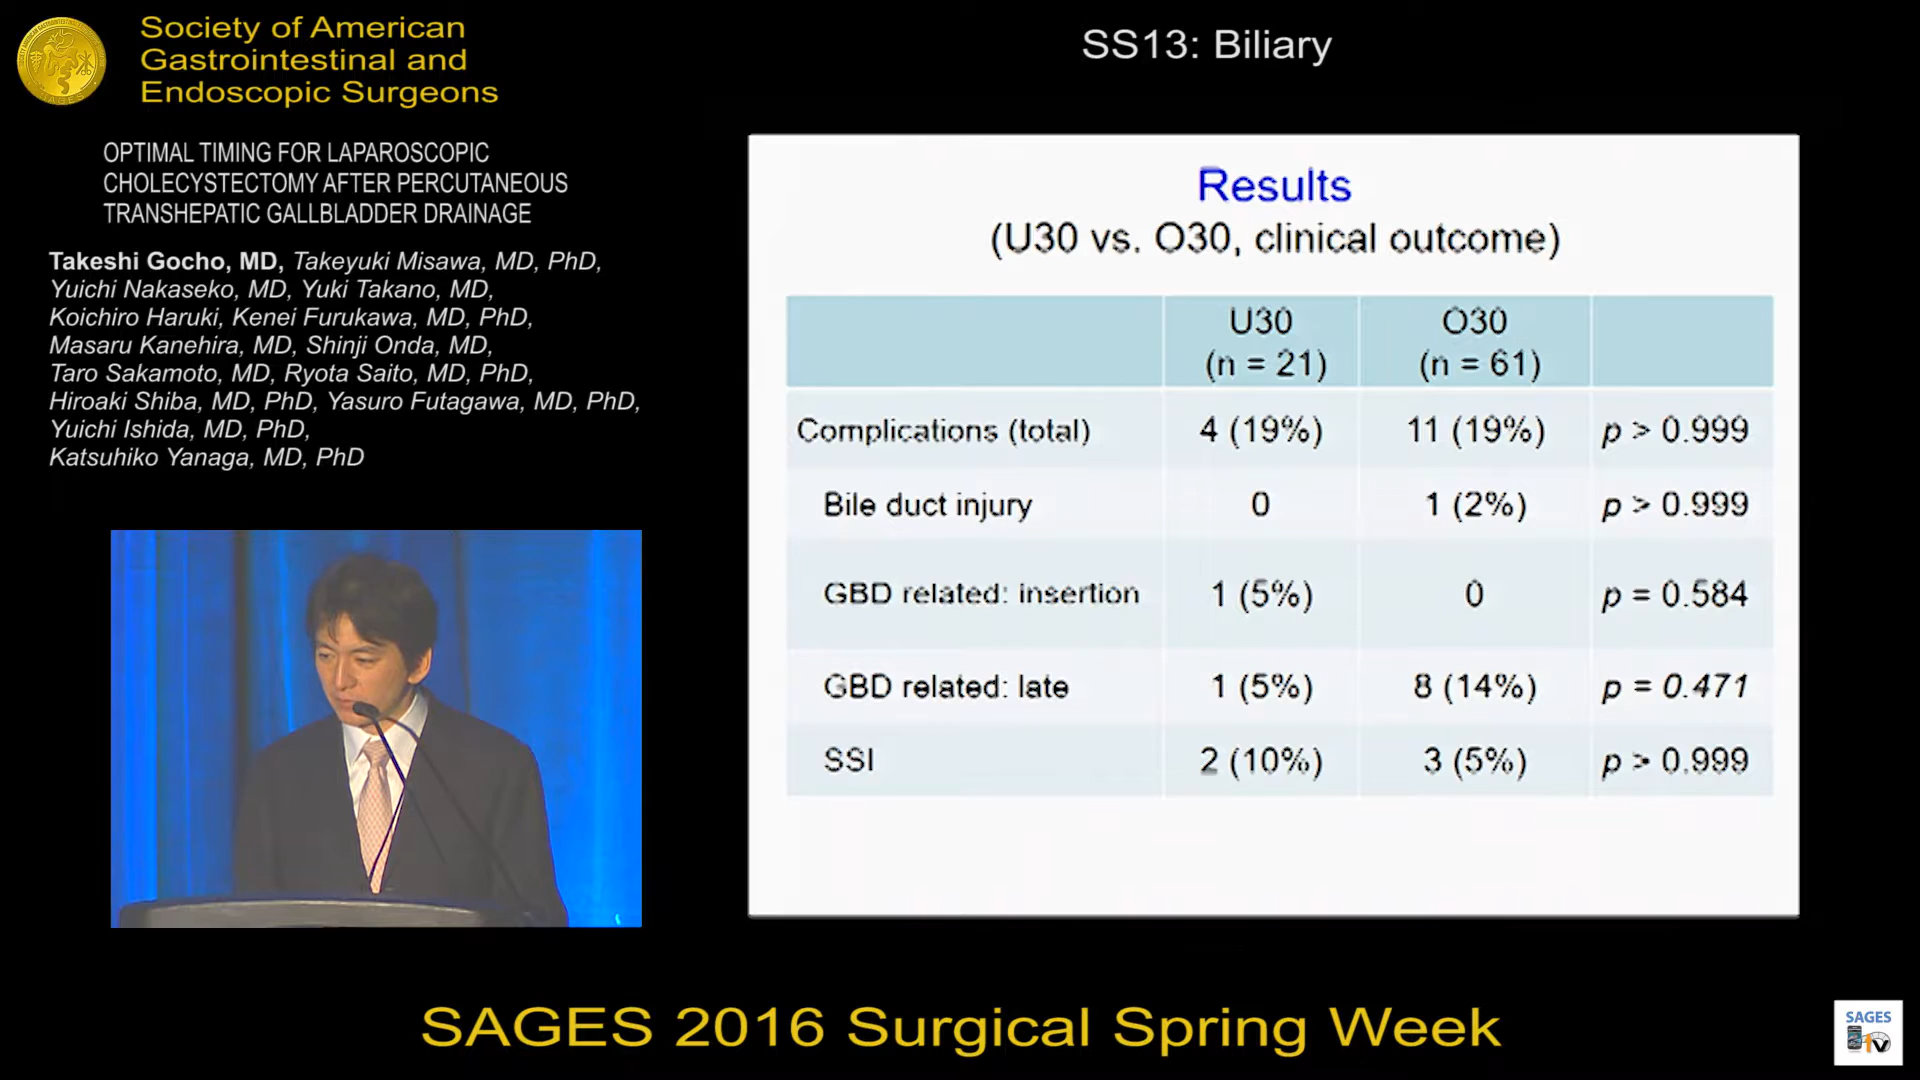 Society of American
Gastrointestinal and
Endoscopic Surgeons
SS13: Biliary
OPTIMAL TIMING FOR LAPAROSCOPIC
CHOLECYSTECTOMY AFTER PERCUTANEOUS
TRANSHEPATIC GALLBLADDER DRAINAGE
Takeshi Gocho, MD, Takeyuki Misawa, MD, PhD,
Yuichi Nakaseko, MD, Yuki Takano, MD,
Koichiro Haruki, Kenei Furukawa, MD, PhD,
Masaru Kanehira, MD, Shinji Onda, MD,
Taro Sakamoto, MD, Ryota Saito, MD, PhD,
Hiroaki Shiba, MD, PhD, Yasuro Futagawa, MD, PhD,
Yuichi Ishida, MD, PhD,
Katsuhiko Yanaga, MD, PhD
Results
(U30 vs. O30, clinical outcome)
U30 O30
(n = 21) (n = 61)
Complications (total) 4 (19%) 11 (19%) p > 0.999
Bile duct injury 0 1 (2%) p > 0.999
GBD related: insertion 1 (5%) 0 p = 0.584
GBD related: late 1 (5%) 8 (14%) p = 0.471
SSI 2 (10%) 3 (5%) p > 0.999
SAGES 2016 Surgical Spring Week
SAGES
tv